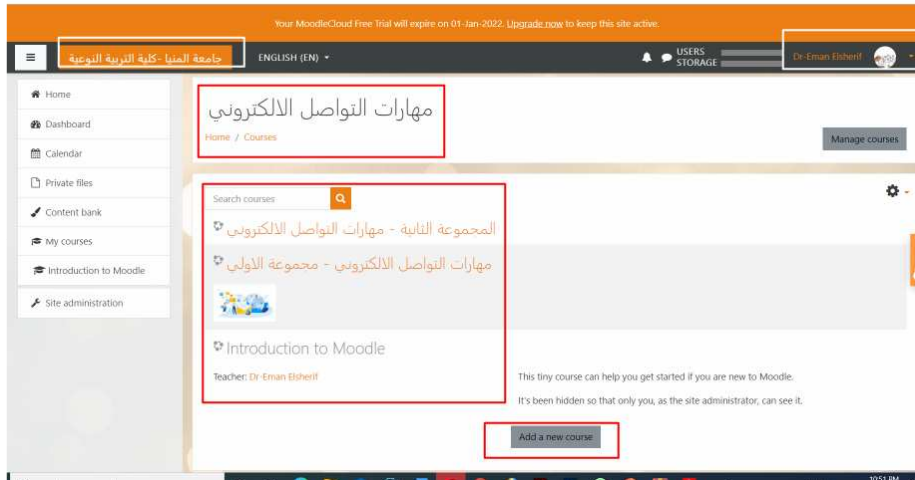 Your MoodleCloud Free Trial will expire on 01-Jan-2022. Upgrade now to keep this site active.
جامعة المنيا -كلية التربية النوعية
ENGLISH (EN)
USERS
STORAGE
Dr-Eman Elsherif
Home
Dashboard
Calendar
Private files
Content bank
My courses
Introduction to Moodle
Site administration
مهارات التواصل الالكتروني
Home / Courses
Manage courses
Search courses
المجموعة الثانية - مهارات التواصل الالكتروني
مهارات التواصل الالكتروني - مجموعة الاولي
Introduction to Moodle
Teacher: Dr-Eman Elsherif
This tiny course can help you get started if you are new to Moodle.
It's been hidden so that only you, as the site administrator, can see it.
Add a new course
10:51 PM